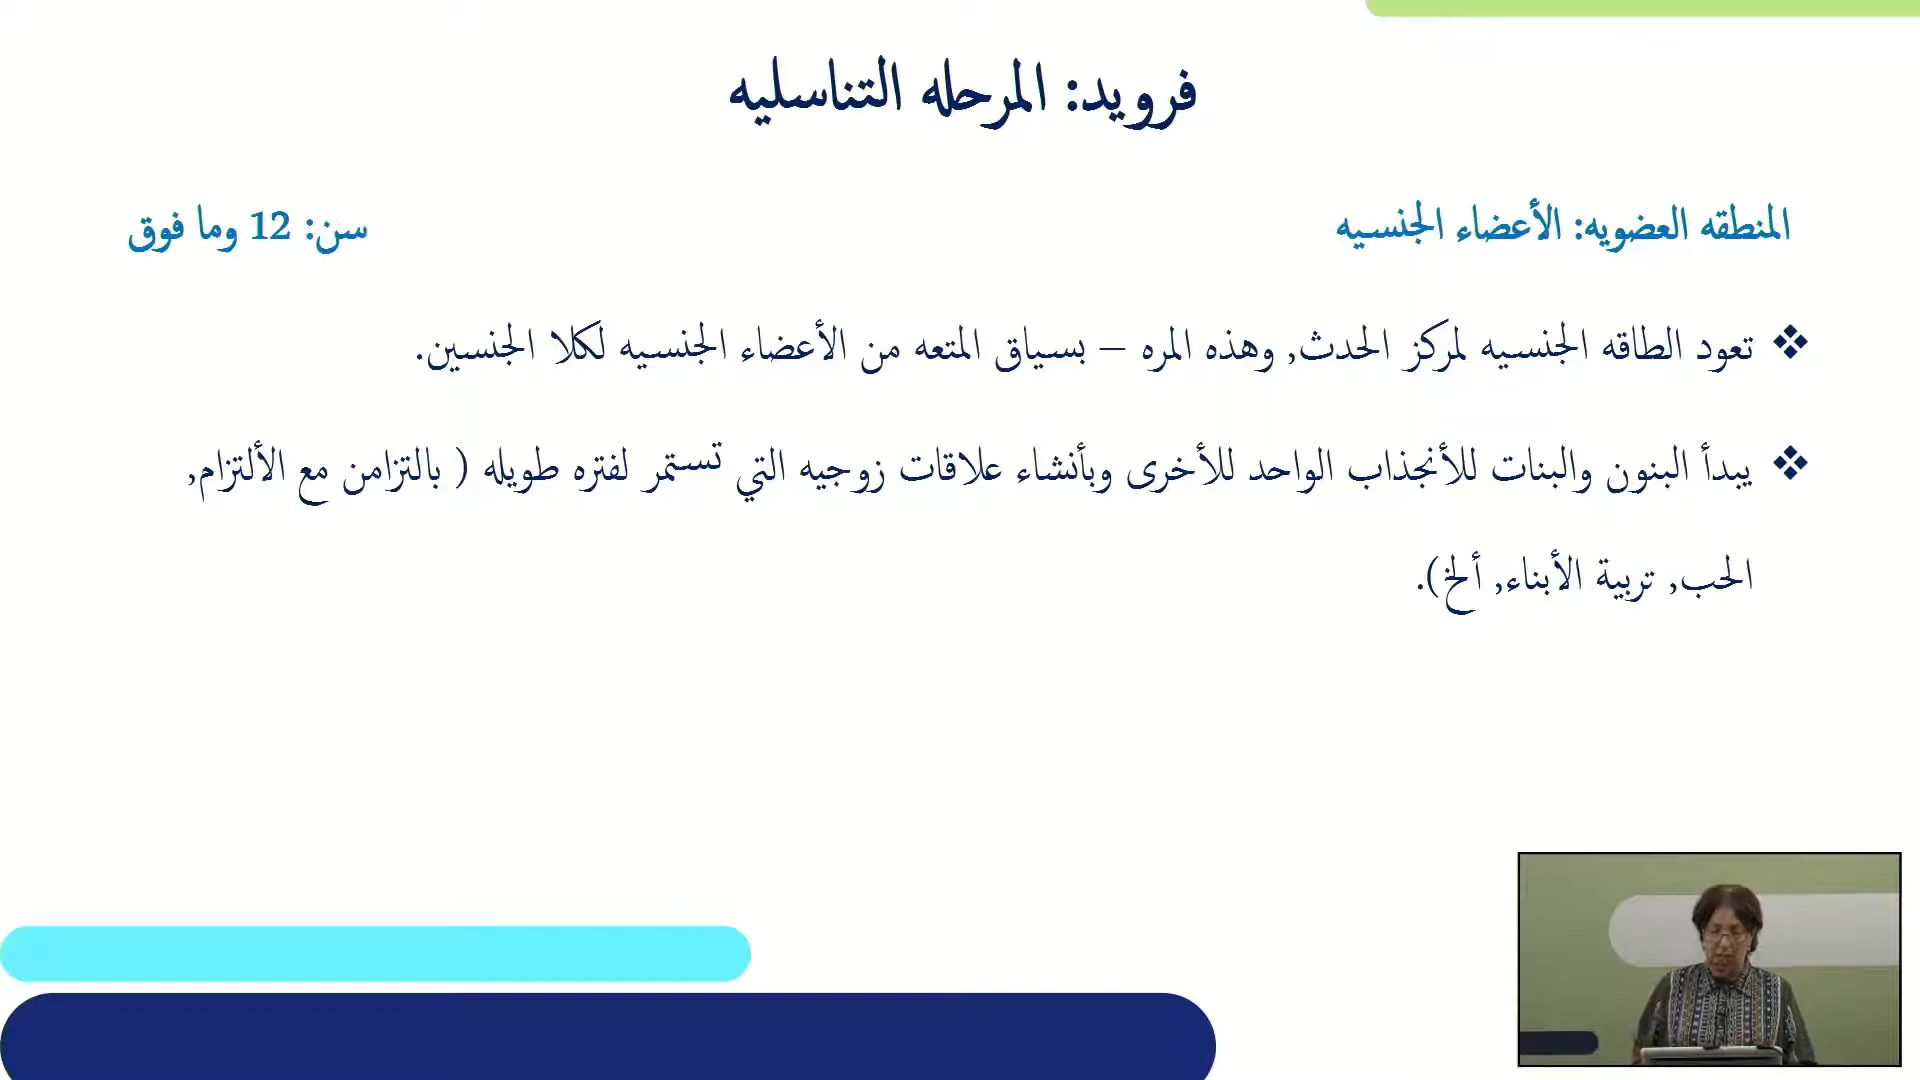 فرويد: المرحله التناسليه
المنطقه العضويه: الأعضاء الجنسيه
سن: 12 وما فوق
❖ تعود الطاقه الجنسيه لمركز الحدث, وهذه المره – بسياق المتعه من الأعضاء الجنسيه لكلا الجنسين.
❖ يبدأ البنون والبنات للأنجذاب الواحد للأخرى وبأنشاء علاقات زوجيه التي تستمر لفتره طويله ( بالتزامن مع الألتزام,
الحب, تربية الأبناء, ألخ).